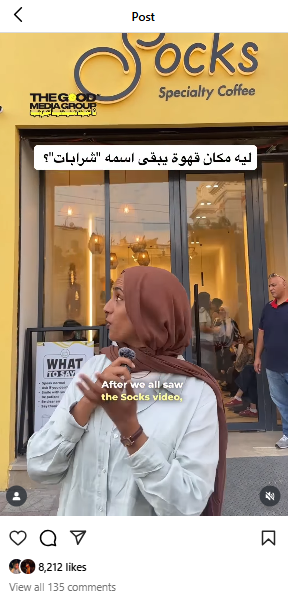 Post
Socks
Specialty Coffee
THE GOOD
MEDIA GROUP
ليه مكان قهوة يبقى اسمه "شرابات"؟
WHAT
TO SAY
After we all saw
the Socks video,
8,212 likes
View all 135 comments